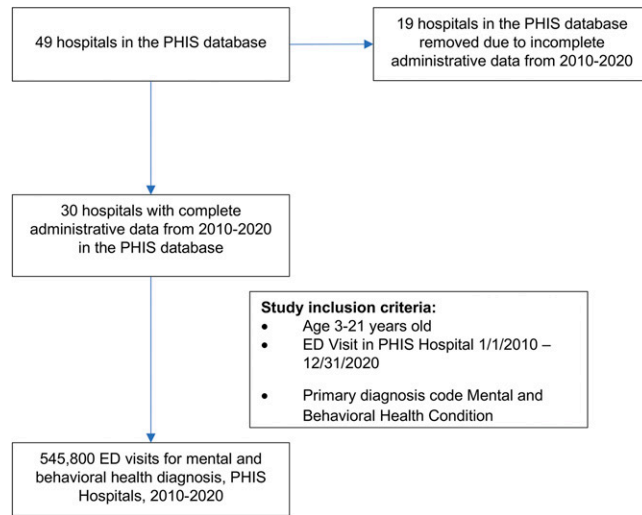 49 hospitals in the PHIS database
19 hospitals in the PHIS database
removed due to incomplete
administrative data from 2010-2020
30 hospitals with complete
administrative data from 2010-2020
in the PHIS database
Study inclusion criteria:
• Age 3-21 years old
• ED Visit in PHIS Hospital 1/1/2010 –
12/31/2020
• Primary diagnosis code Mental and
Behavioral Health Condition
545,800 ED visits for mental and
behavioral health diagnosis, PHIS
Hospitals, 2010-2020